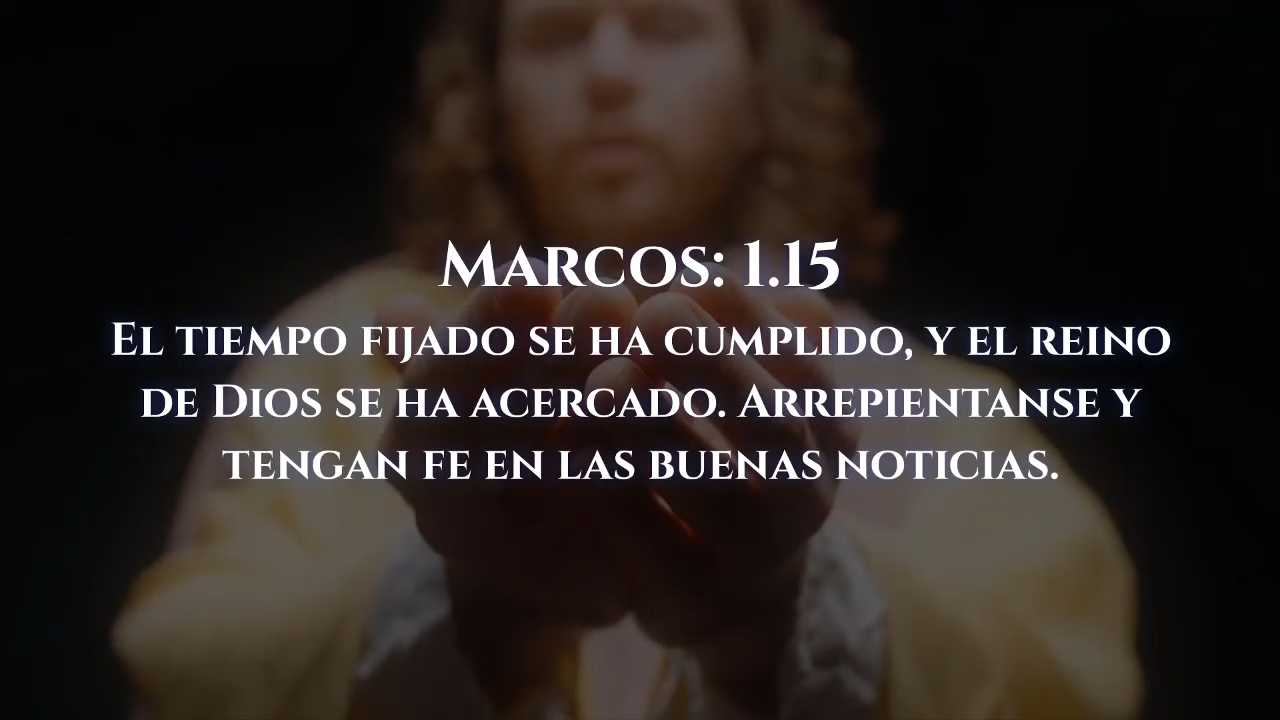 Marcos: 1.15
El tiempo fijado se ha cumplido, y el reino
de Dios se ha acercado. Arrepientanse y
tengan fe en las buenas noticias.